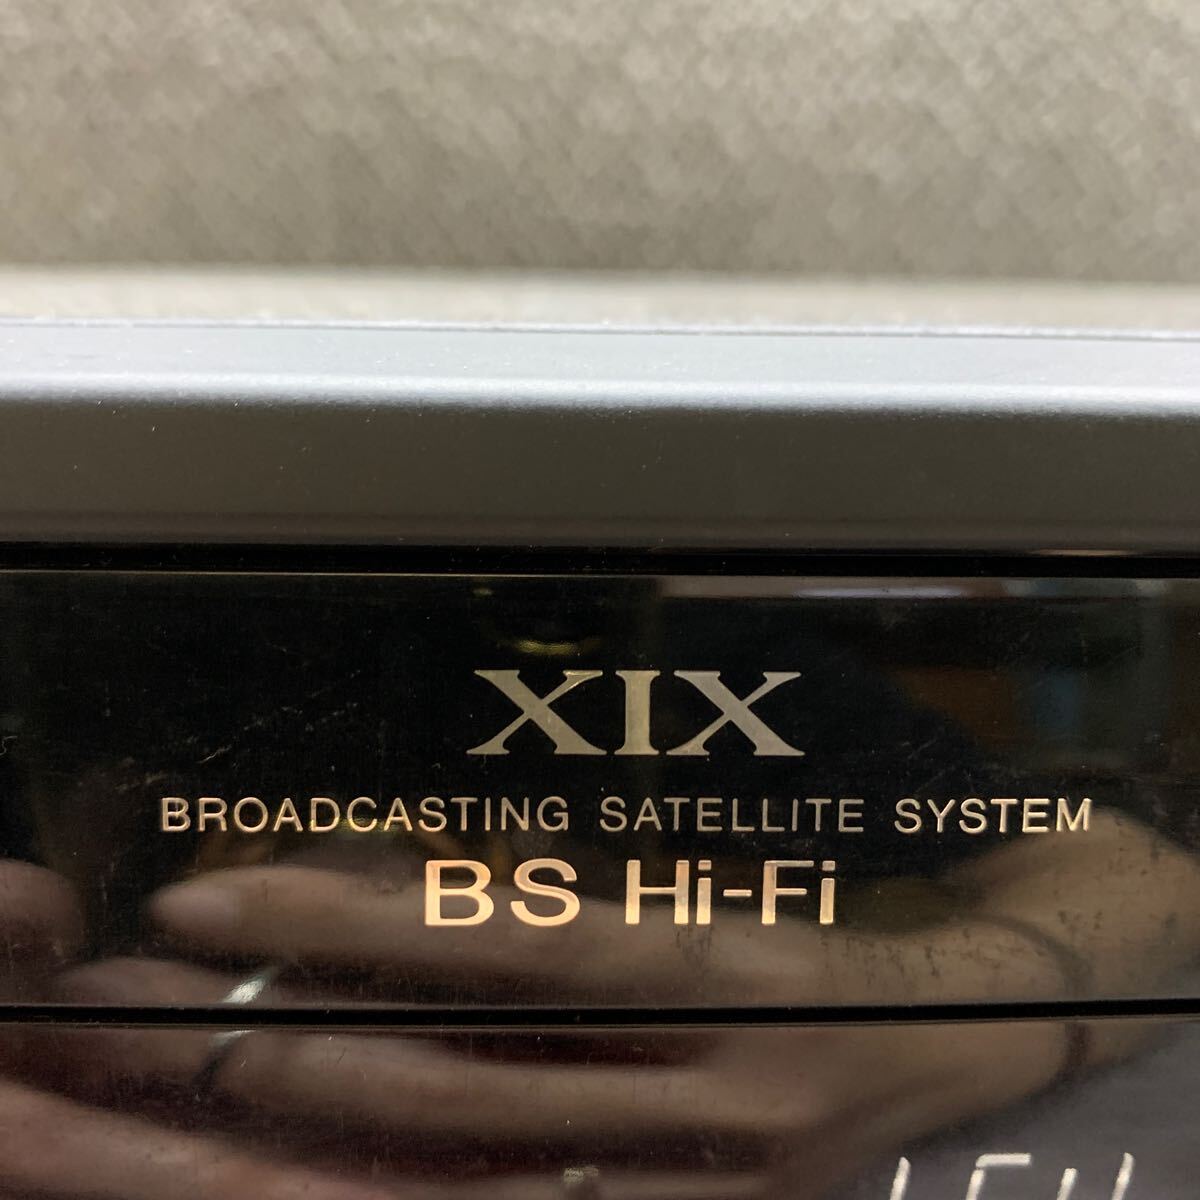 XIX
BROADCASTING SATELLITE SYSTEM
BS Hi-Fi